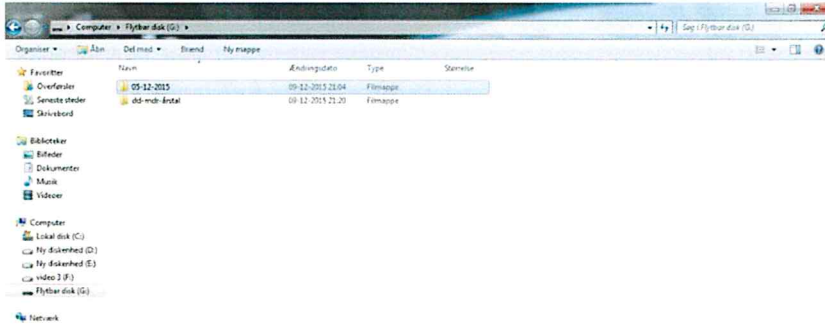 Computer ▸ Flytbar disk (G:) ▸
Søg i Flytbar disk (G:)
Organiser Åbn Del med Brænd Ny mappe
Navn Ændringsdato Type Størrelse
Favoritter
Overførsler
Seneste steder
Skrivebord
05-12-2015 09-12-2015 21:04 Filmappe
dd-mdr-årstal 09-12-2015 21:20 Filmappe
Biblioteker
Billeder
Dokumenter
Musik
Videoer
Computer
Lokal disk (C:)
Ny diskenhed (D:)
Ny diskenhed (E:)
video 3 (F:)
Flytbar disk (G:)
Netværk